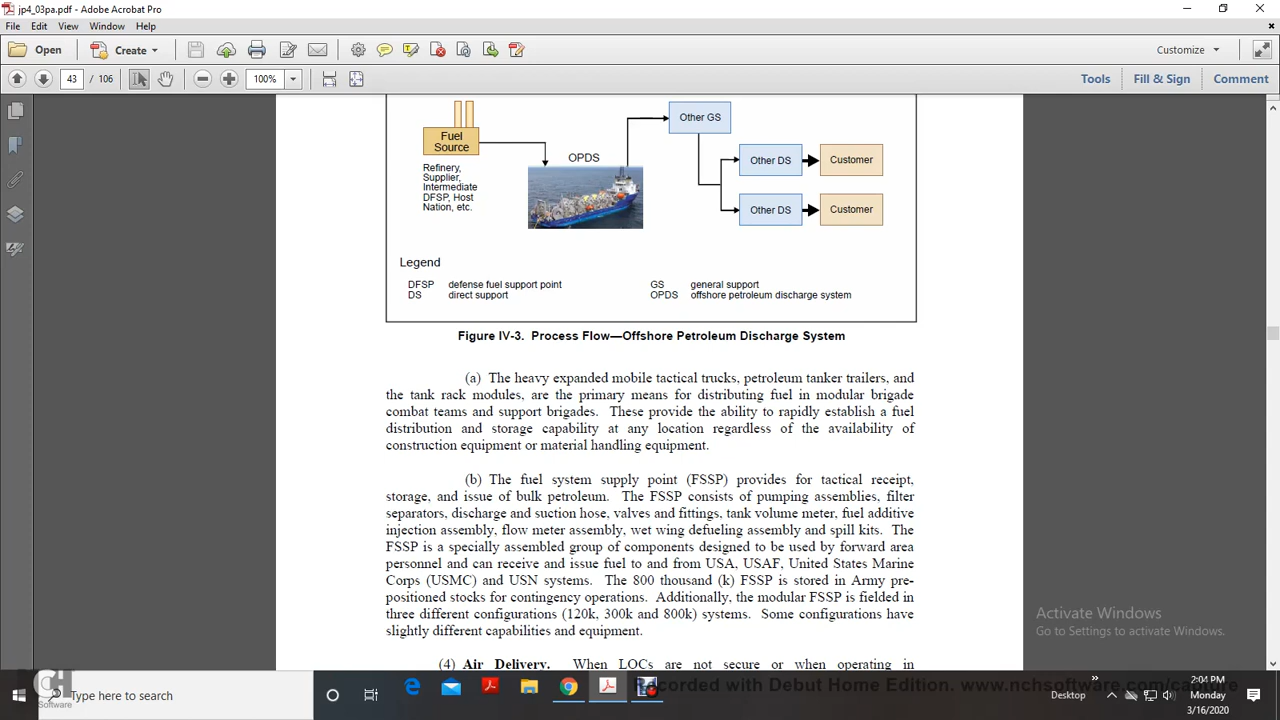 jp4_03pa.pdf - Adobe Acrobat Pro
File Edit View Window Help
Open Create Customize
43 / 106 100% Tools Fill & Sign Comment
Fuel
Source
Refinery,
Supplier,
Intermediate
DFSP, Host
Nation, etc.
OPDS
Other GS
Other DS Customer
Other DS Customer
Legend
DFSP defense fuel support point GS general support
DS direct support OPDS offshore petroleum discharge system
Figure IV-3. Process Flow—Offshore Petroleum Discharge System
(a) The heavy expanded mobile tactical trucks, petroleum tanker trailers, and
the tank rack modules, are the primary means for distributing fuel in modular brigade
combat teams and support brigades. These provide the ability to rapidly establish a fuel
distribution and storage capability at any location regardless of the availability of
construction equipment or material handling equipment.
(b) The fuel system supply point (FSSP) provides for tactical receipt,
storage, and issue of bulk petroleum. The FSSP consists of pumping assemblies, filter
separators, discharge and suction hose, valves and fittings, tank volume meter, fuel additive
injection assembly, flow meter assembly, wet wing defueling assembly and spill kits. The
FSSP is a specially assembled group of components designed to be used by forward area
personnel and can receive and issue fuel to and from USA, USAF, United States Marine
Corps (USMC) and USN systems. The 800 thousand (k) FSSP is stored in Army pre-
positioned stocks for contingency operations. Additionally, the modular FSSP is fielded in
three different configurations (120k, 300k and 800k) systems. Some configurations have
slightly different capabilities and equipment.
(4) Air Delivery. When LOCs are not secure or when operating in
Activate Windows
Go to Settings to activate Windows.
NCH
Software
Type here to search
Recorded with Debut Home Edition. www.nchsoftware.com/capture
Desktop
2:04 PM
Monday
3/16/2020